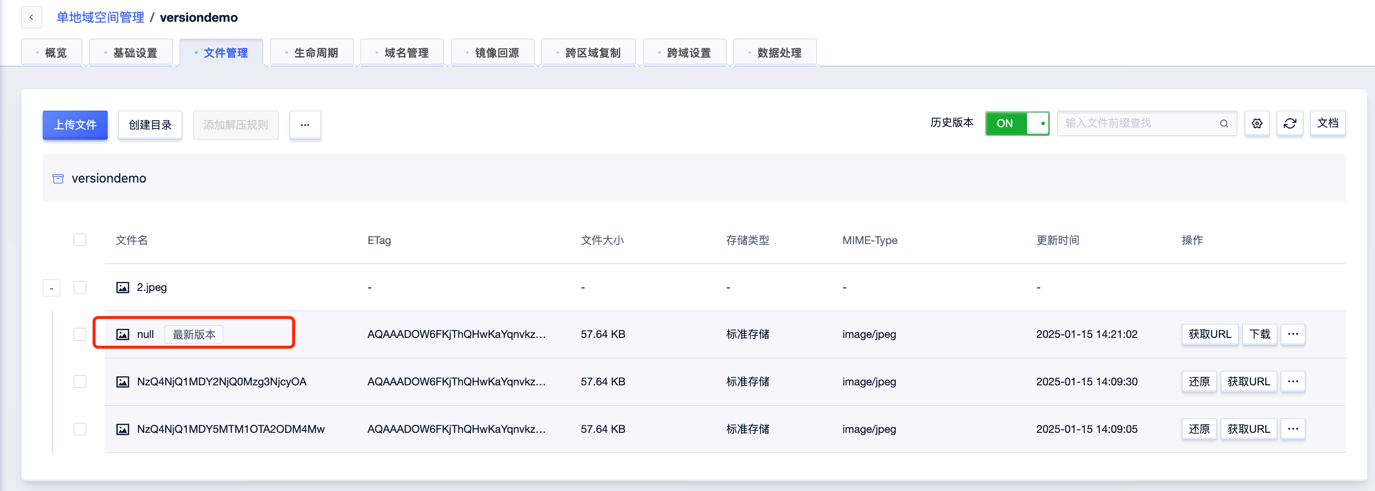 单地域空间管理 / versiondemo
概览 基础设置 文件管理 生命周期 域名管理 镜像回源 跨区域复制 跨域设置 数据处理
上传文件 创建目录 添加解压规则 ... 历史版本 ON 输入文件前缀查找 文档
versiondemo
文件名 ETag 文件大小 存储类型 MIME-Type 更新时间 操作
- 2.jpeg - - - - -
null 最新版本 AQAAADOW6FKjThQHwKaYqnvkz... 57.64 KB 标准存储 image/jpeg 2025-01-15 14:21:02 获取URL 下载 ...
NzQ4NjQ1MDY2NjQ0Mzg3NjcyOA AQAAADOW6FKjThQHwKaYqnvkz... 57.64 KB 标准存储 image/jpeg 2025-01-15 14:09:30 还原 获取URL ...
NzQ4NjQ1MDY5MTM1OTA2ODM4Mw AQAAADOW6FKjThQHwKaYqnvkz... 57.64 KB 标准存储 image/jpeg 2025-01-15 14:09:05 还原 获取URL ...